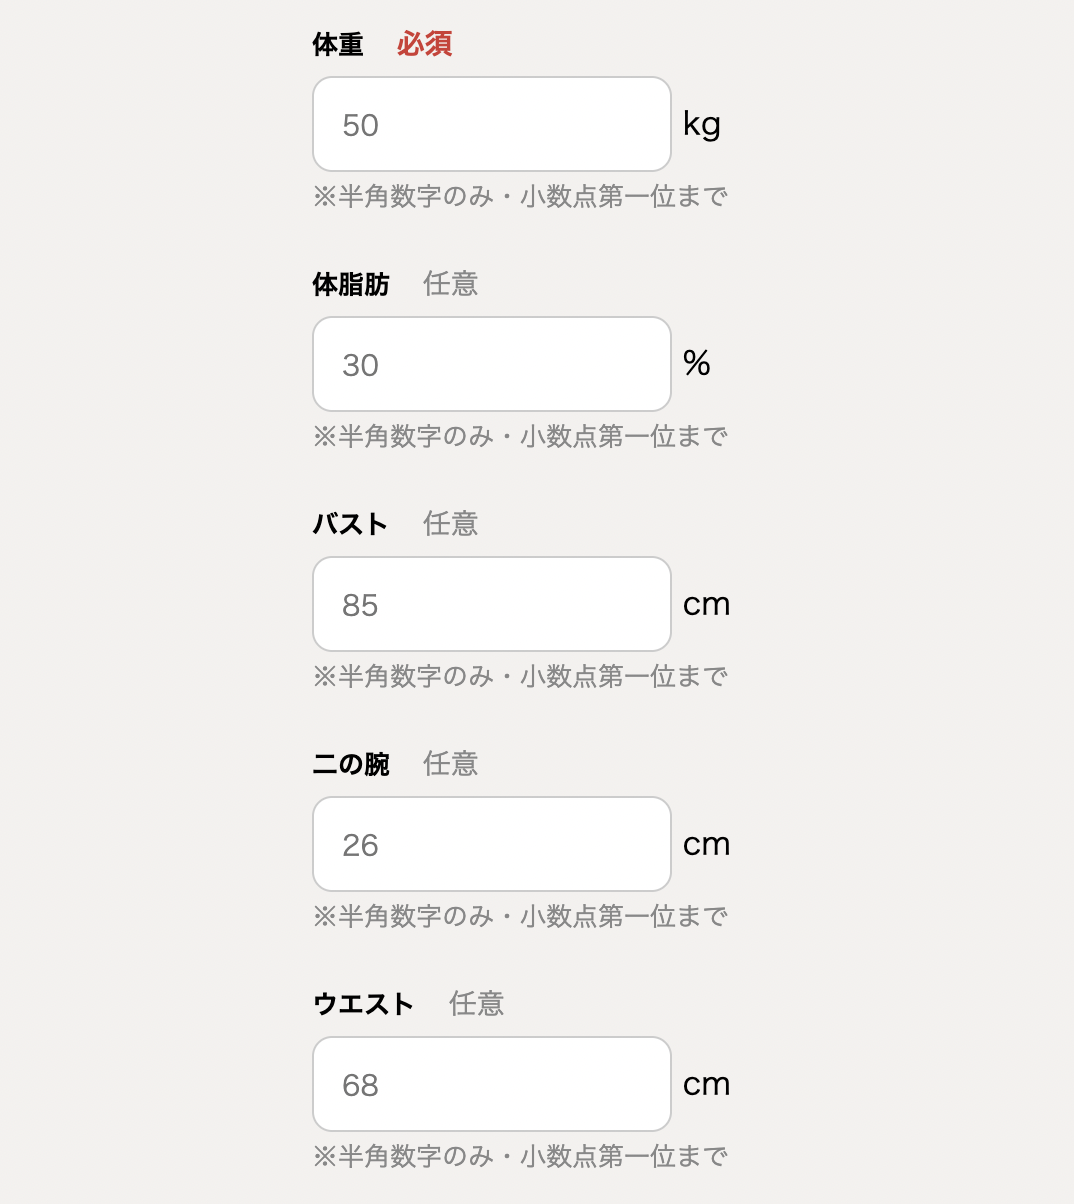 体重 必須
50 kg
※半角数字のみ・小数点第一位まで
体脂肪 任意
30 %
※半角数字のみ・小数点第一位まで
バスト 任意
85 cm
※半角数字のみ・小数点第一位まで
二の腕 任意
26 cm
※半角数字のみ・小数点第一位まで
ウエスト 任意
68 cm
※半角数字のみ・小数点第一位まで